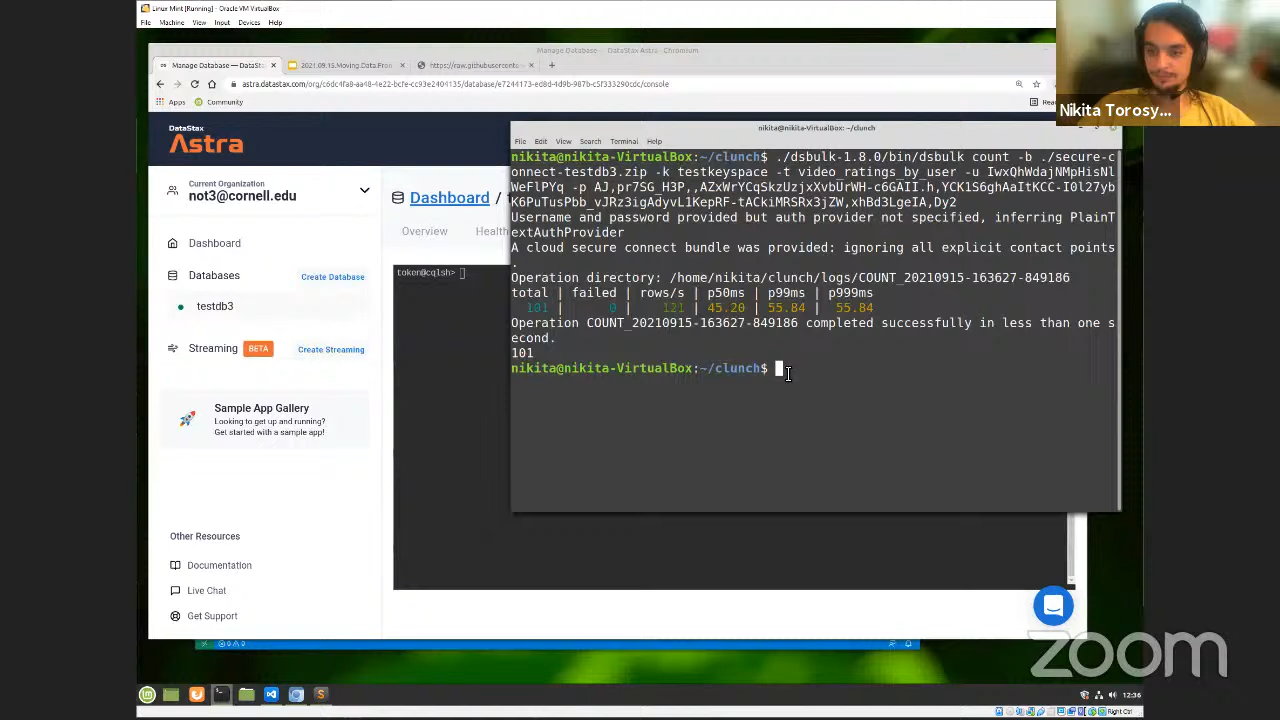 Linux Mint [Running] - Oracle VM VirtualBox
File Machine View Input Devices Help
Manage Database — DataStax Astra - Chromium
Manage Database — DataSta
2021.09.15.Moving.Data.Proc
https://raw.githubuserconte
astra.datastax.com/org/c6dc4fa8-aa48-4e22-bcfe-cc93e2404135/database/e7244173-ed8d-4d9b-987b-c5f333290cdc/console
Apps Community
DataStax
Astra
Current Organization
not3@cornell.edu
Dashboard
Databases Create Database
testdb3
Streaming BETA Create Streaming
Sample App Gallery
Looking to get up and running?
Get started with a sample app!
Other Resources
Documentation
Live Chat
Get Support
Dashboard /
Overview Health
token@cqlsh>
nikita@nikita-VirtualBox: ~/clunch
File Edit View Search Terminal Help
nikita@nikita-VirtualBox:~/clunch$ ./dsbulk-1.8.0/bin/dsbulk count -b ./secure-c
onnect-testdb3.zip -k testkeyspace -t video_ratings_by_user -u IwxQhWdajNMpHisNl
WeFlPYq -p AJ,pr7SG_H3P,,AZxWrYCqSkzUzjxXvbUrWH-c6GAII.h,YCK1S6ghAaItKCC-I0l27yb
K6PuTusPbb_vJRz3igAdyvL1KepRF-tACkiMRSRx3jZW,xhBd3LgeIA,Dy2
Username and password provided but auth provider not specified, inferring PlainT
extAuthProvider
A cloud secure connect bundle was provided: ignoring all explicit contact points
.
Operation directory: /home/nikita/clunch/logs/COUNT_20210915-163627-849186
total | failed | rows/s | p50ms | p99ms | p999ms
101 | 0 | 121 | 45.20 | 55.84 | 55.84
Operation COUNT_20210915-163627-849186 completed successfully in less than one s
econd.
101
nikita@nikita-VirtualBox:~/clunch$
Nikita Torosy...
zoom
12:36
Right Ctrl